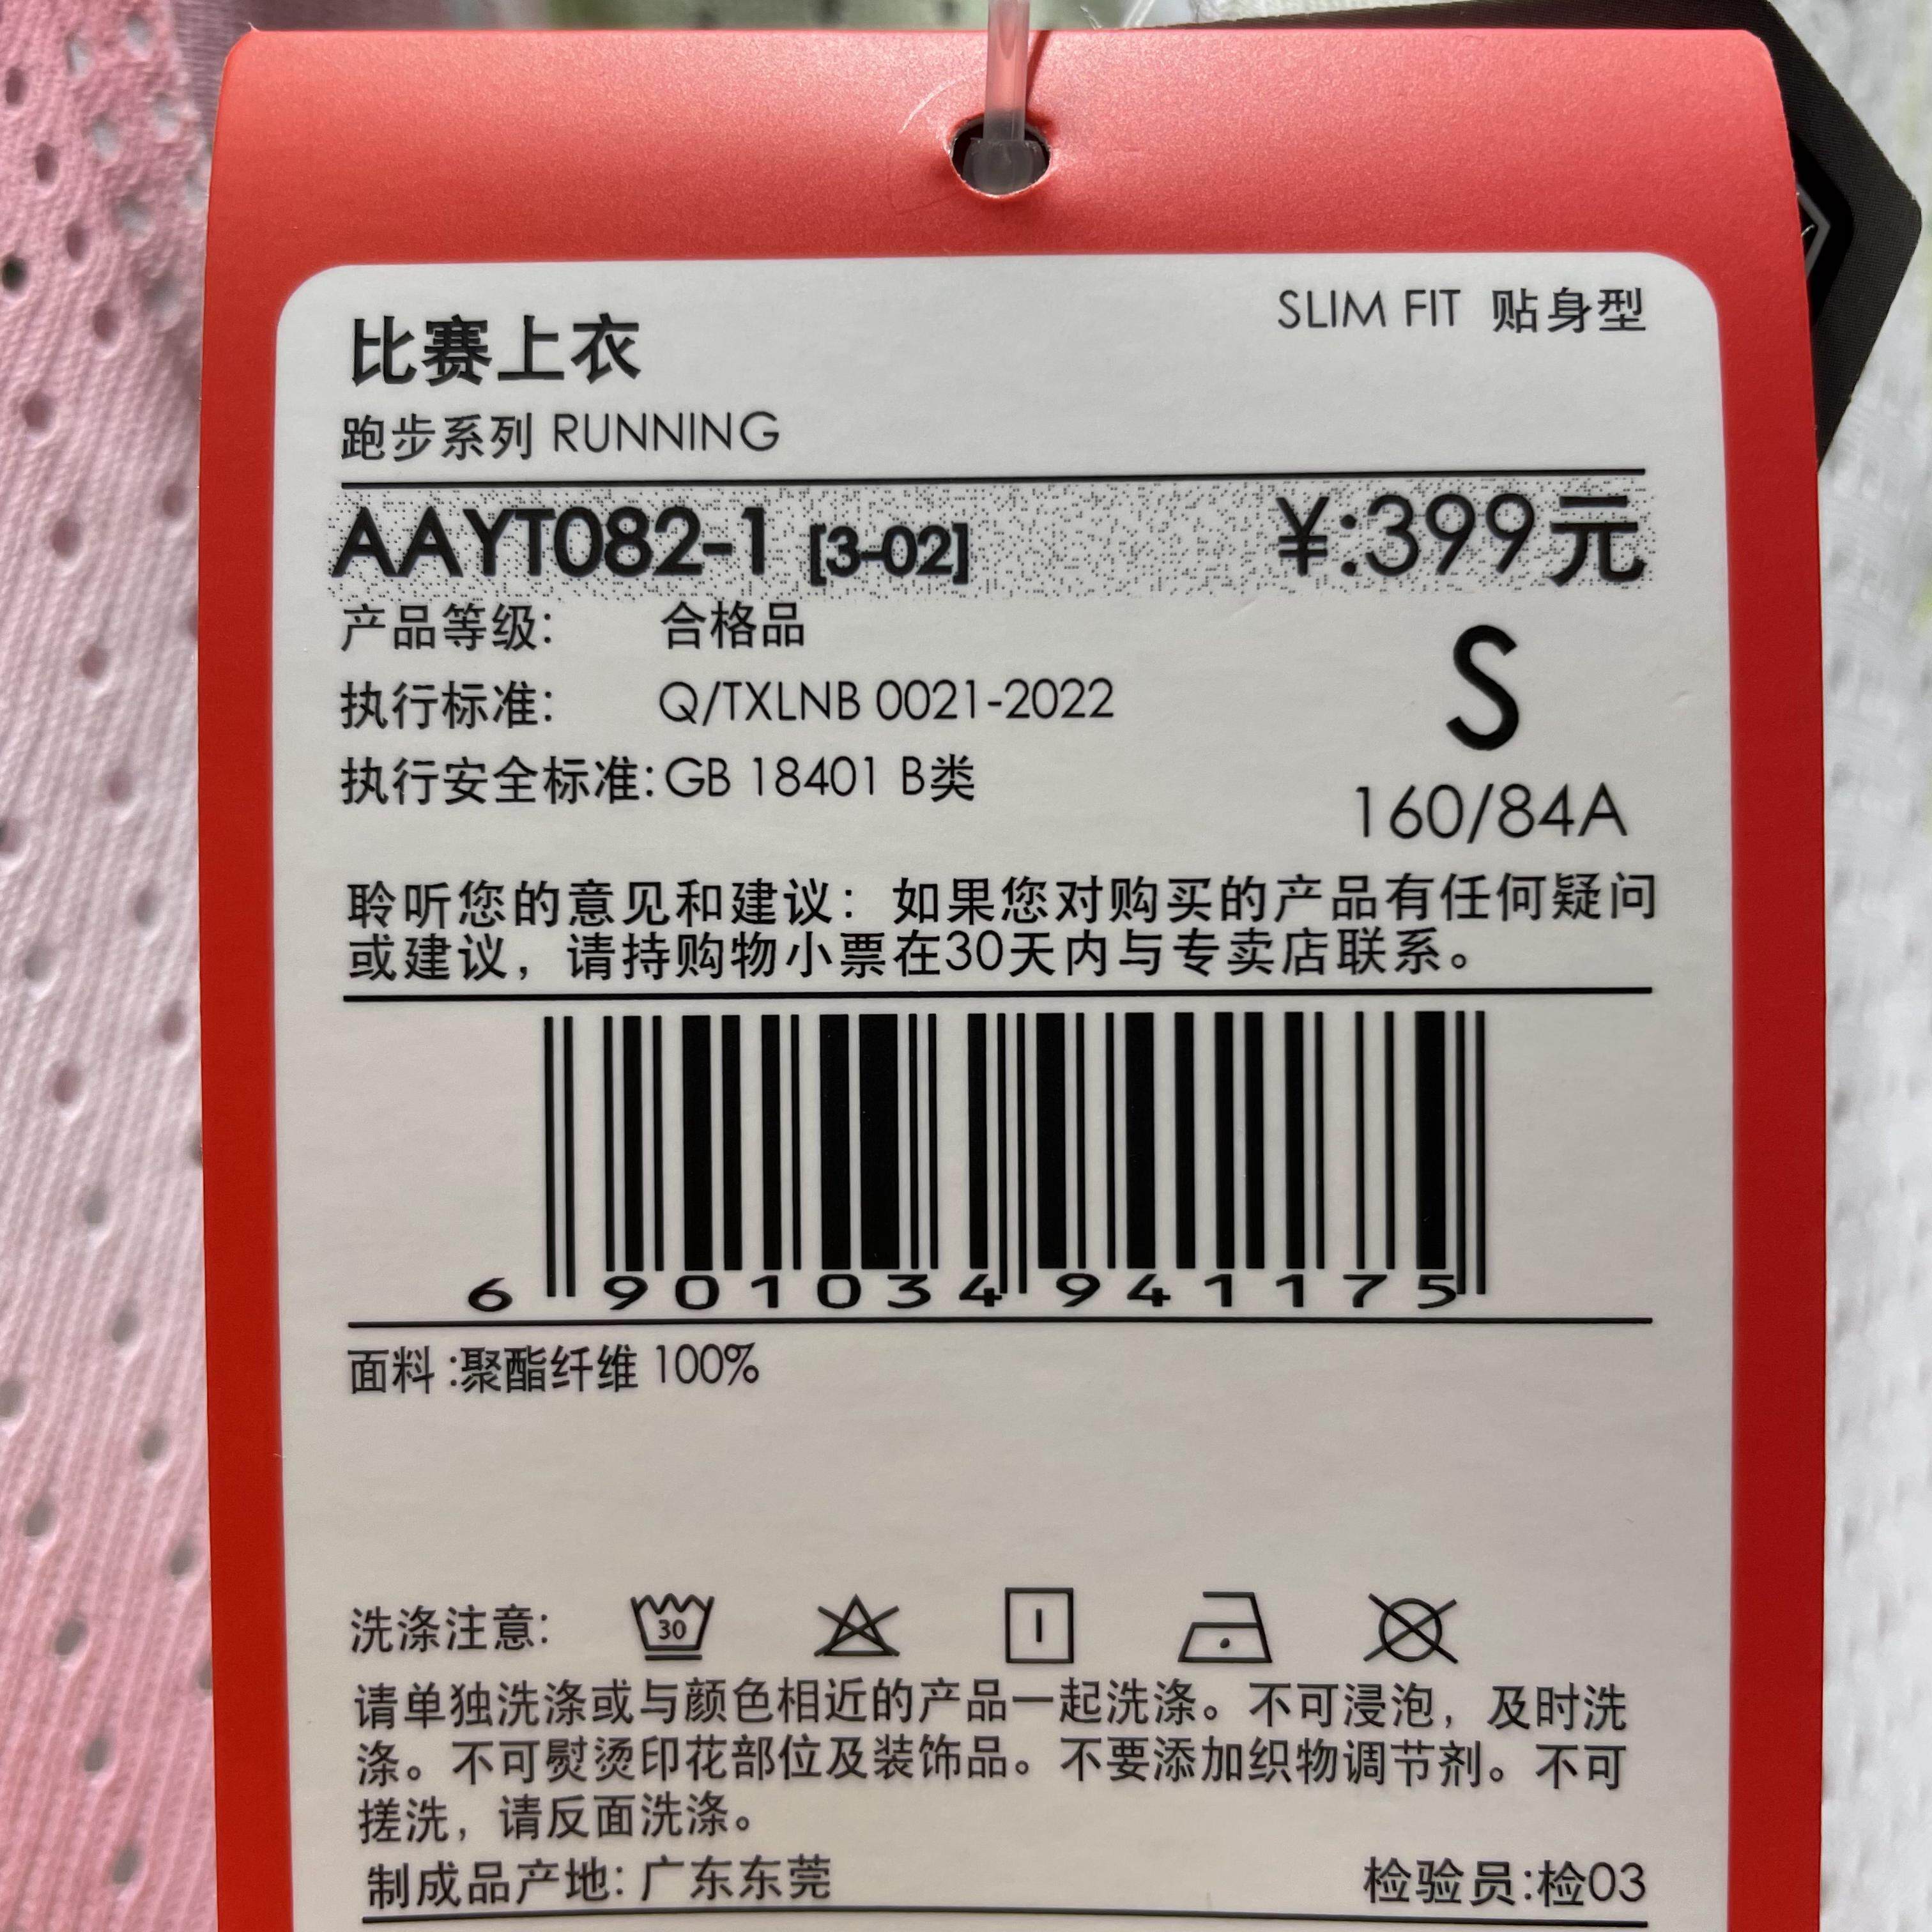 比赛上衣
SLIM FIT 贴身型
跑步系列 RUNNING
AAYT082-1 [3-02]
¥:399元
产品等级: 合格品
执行标准: Q/TXLNB 0021-2022
执行安全标准:GB 18401 B类
S
160/84A
聆听您的意见和建议：如果您对购买的产品有任何疑问
或建议，请持购物小票在30天内与专卖店联系。
6 901034 941175
面料:聚酯纤维 100%
洗涤注意:
30
请单独洗涤或与颜色相近的产品一起洗涤。不可浸泡，及时洗
涤。不可熨烫印花部位及装饰品。不要添加织物调节剂。不可
搓洗，请反面洗涤。
制成品产地: 广东东莞
检验员:检03